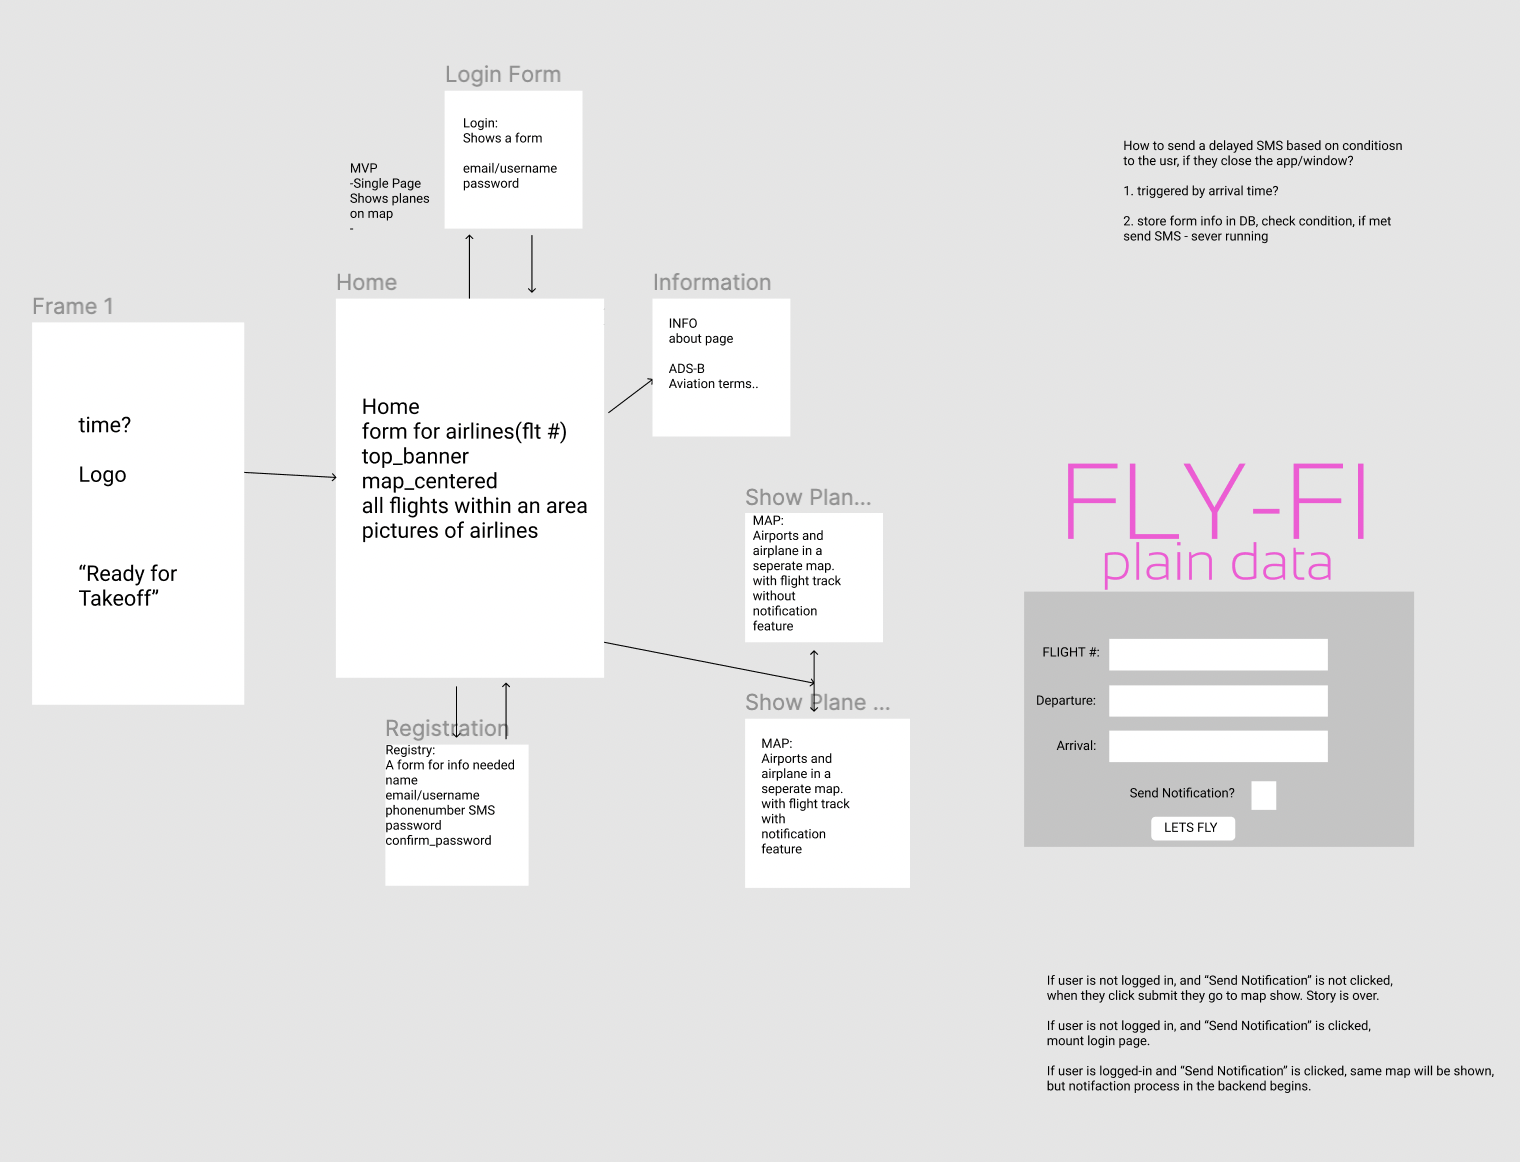 Login Form
Login:
Shows a form
email/username
password
MVP
-Single Page
Shows planes
on map
-
How to send a delayed SMS based on conditiosn
to the usr, if they close the app/window?
1. triggered by arrival time?
2. store form info in DB, check condition, if met
send SMS - sever running
Frame 1
time?
Logo
“Ready for
Takeoff”
Home
Home
form for airlines(flt #)
top_banner
map_centered
all flights within an area
pictures of airlines
Information
INFO
about page
ADS-B
Aviation terms..
Show Plan...
MAP:
Airports and
airplane in a
seperate map.
with flight track
without
notification
feature
Show Plane ...
MAP:
Airports and
airplane in a
seperate map.
with flight track
with
notification
feature
Registration
Registry:
A form for info needed
name
email/username
phonenumber SMS
password
confirm_password
FLY-FI
plain data
FLIGHT #:
Departure:
Arrival:
Send Notification?
LETS FLY
If user is not logged in, and “Send Notification” is not clicked,
when they click submit they go to map show. Story is over.
If user is not logged in, and “Send Notification” is clicked,
mount login page.
If user is logged-in and “Send Notification” is clicked, same map will be shown,
but notifaction process in the backend begins.